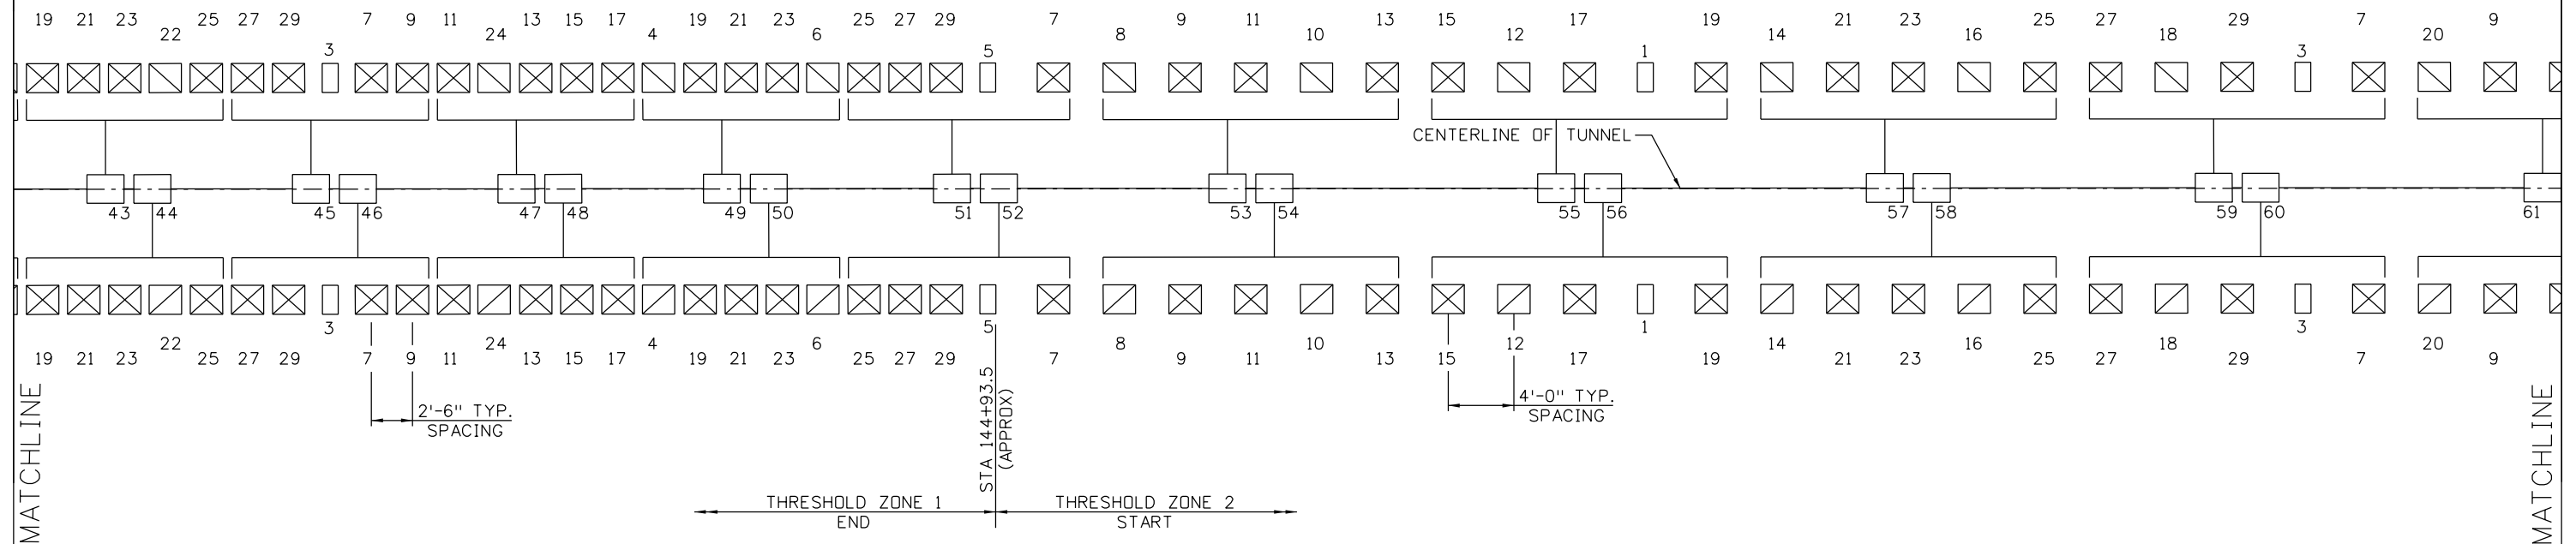 19 21 23 25 27 29 7 9 11 13 15 17 19 21 23 25 27 29 7 9 11 13 15 17 19 21 23 25 27 29 7 9
22 24 4 6 8 10 12 14 16 18 20
3 5 1 3
CENTERLINE OF TUNNEL
43 44 45 46 47 48 49 50 51 52 53 54 55 56 57 58 59 60 61
3 5 1 3
22 24 4 6 8 10 12 14 16 18 20
19 21 23 25 27 29 7 9 11 13 15 17 19 21 23 25 27 29 7 9 11 13 15 17 19 21 23 25 27 29 7 9
2'-6" TYP.
SPACING
4'-0" TYP.
SPACING
STA 144+93.5
(APPROX)
THRESHOLD ZONE 1
END
THRESHOLD ZONE 2
START
MATCHLINE
MATCHLINE